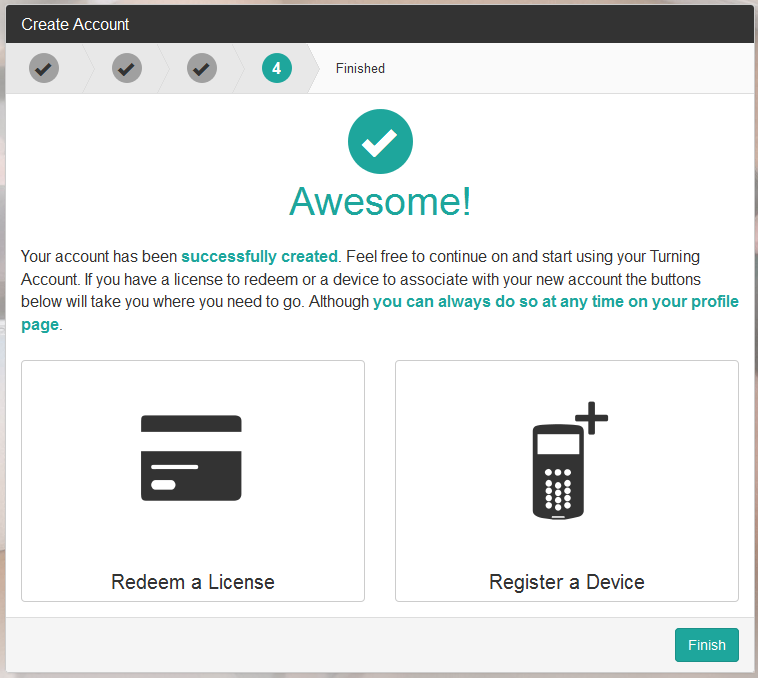 Create Account
4
Finished
Awesome!
Your account has been successfully created. Feel free to continue on and start using your Turning
Account. If you have a license to redeem or a device to associate with your new account the buttons
below will take you where you need to go. Although you can always do so at any time on your profile
page.
Redeem a License
Register a Device
Finish